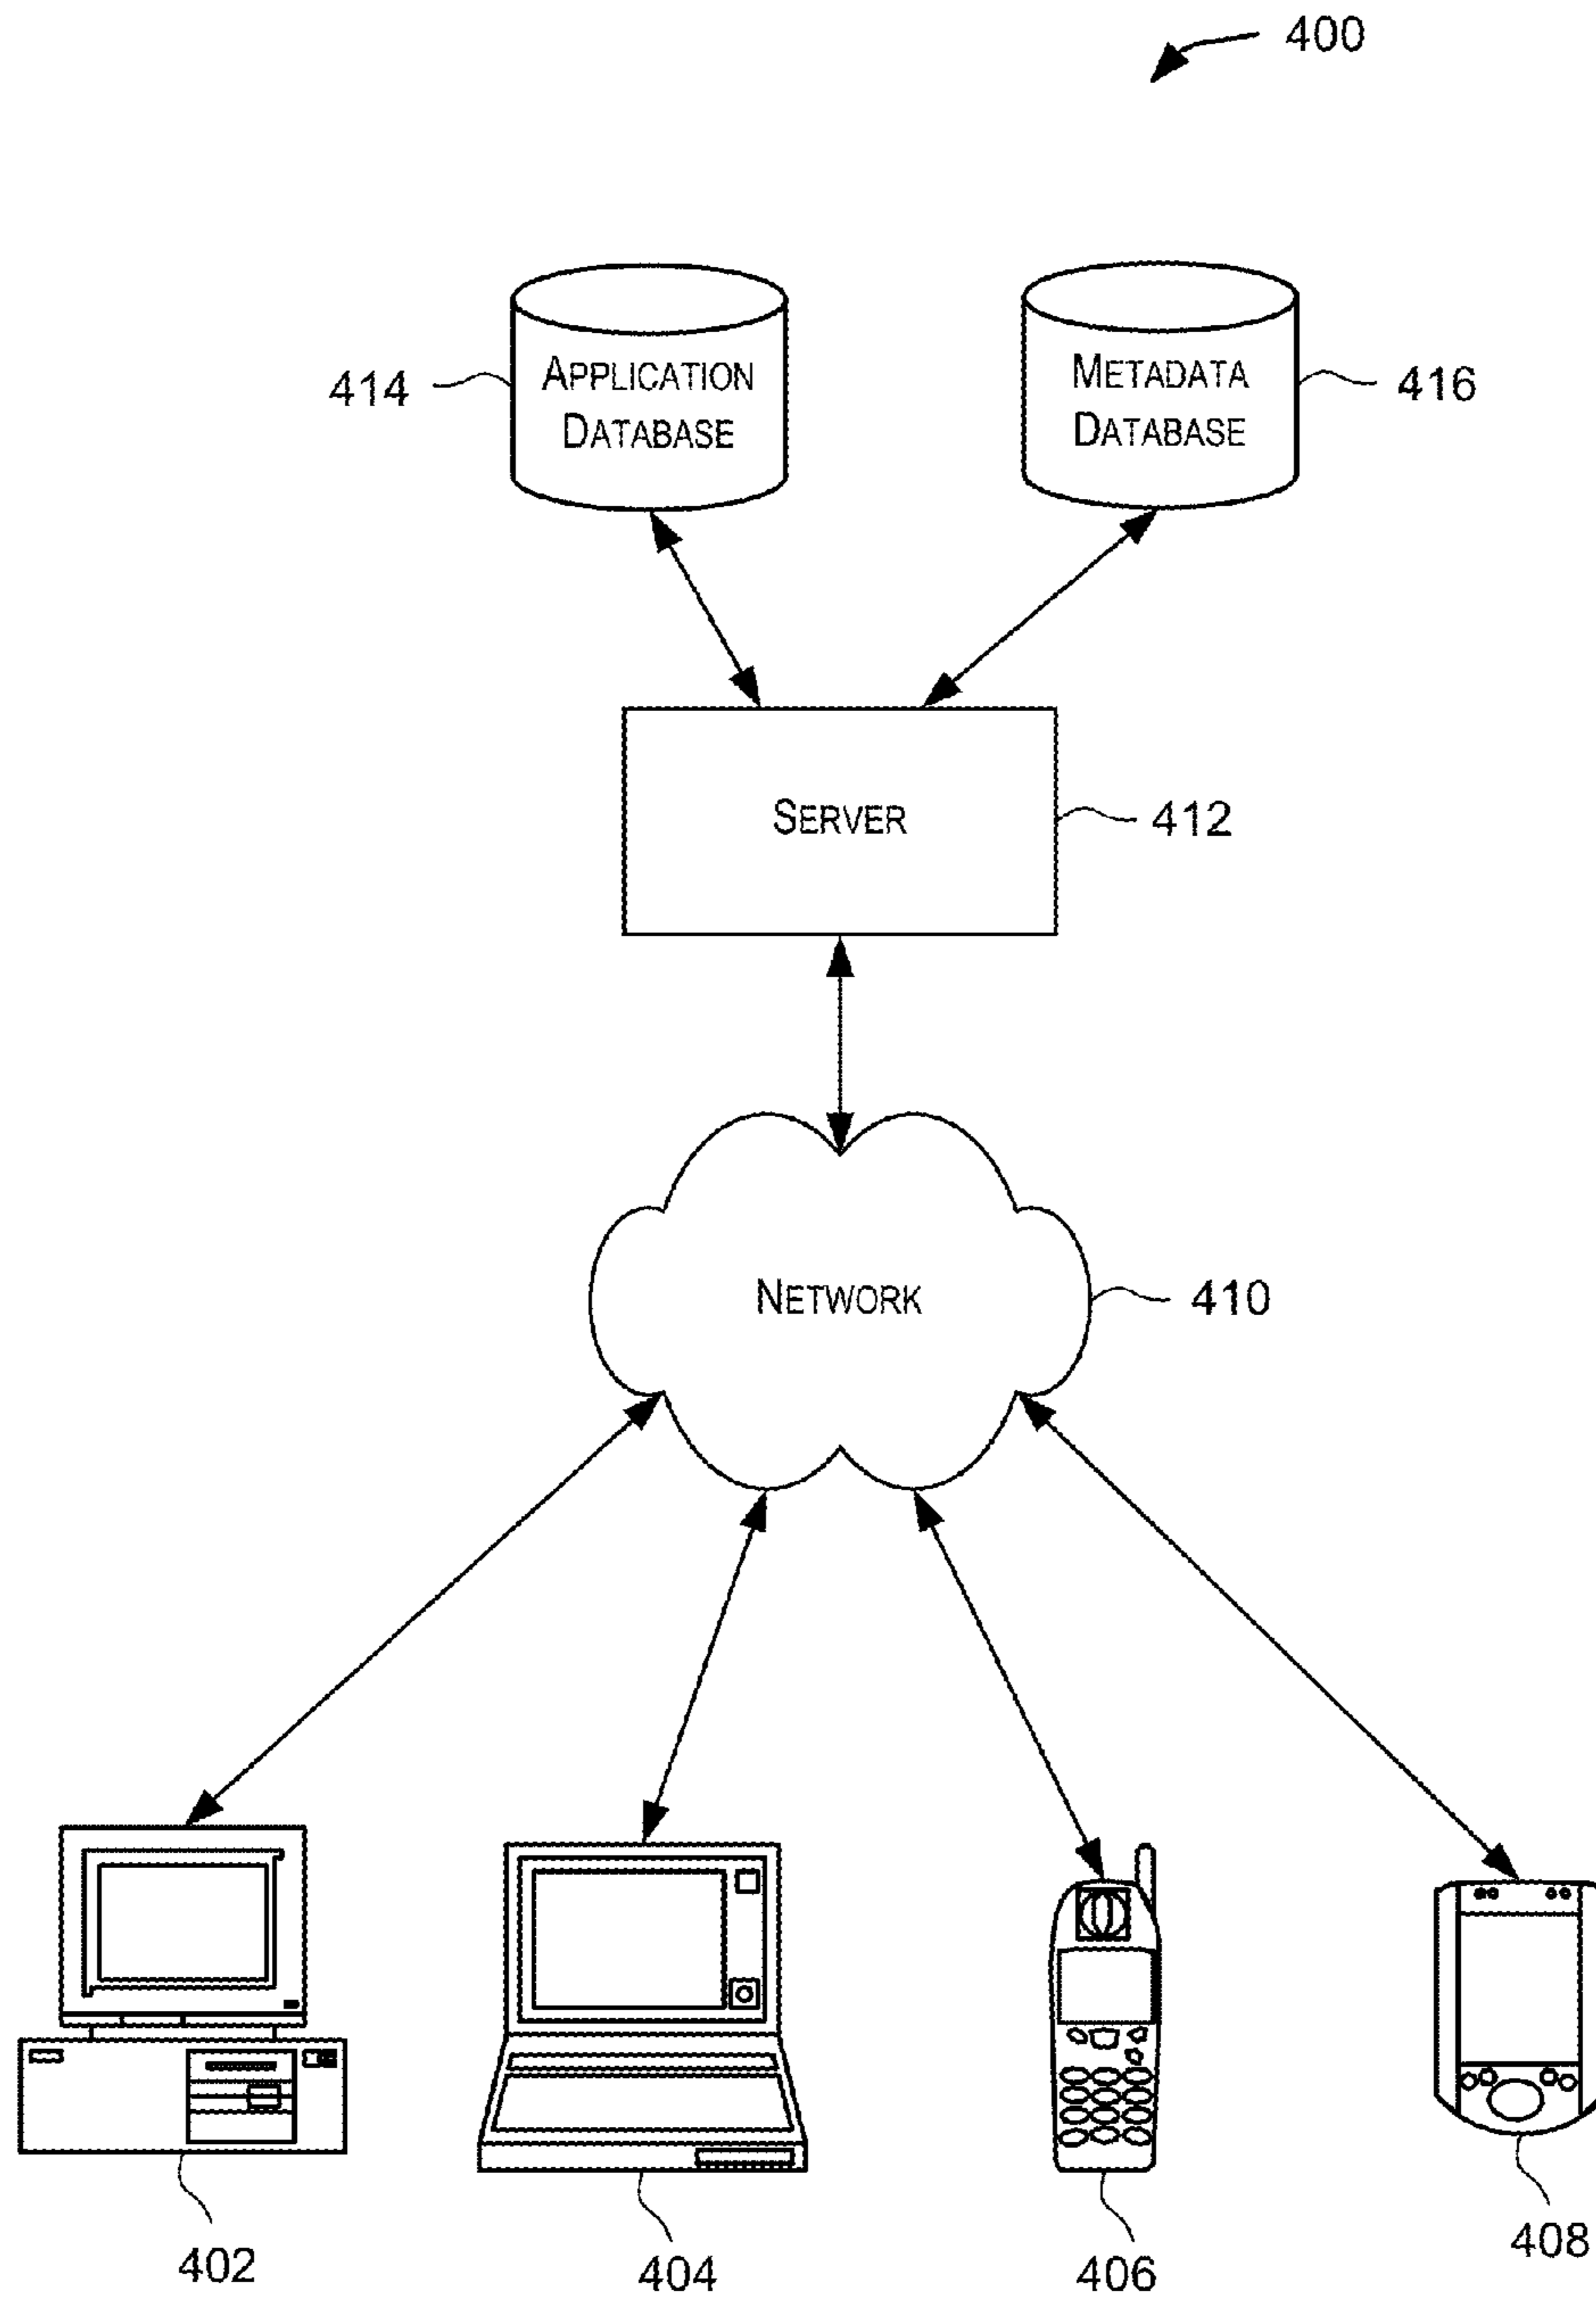 400
APPLICATION
DATABASE
414
METADATA
DATABASE
416
SERVER
412
NETWORK
410
402
404
406
408